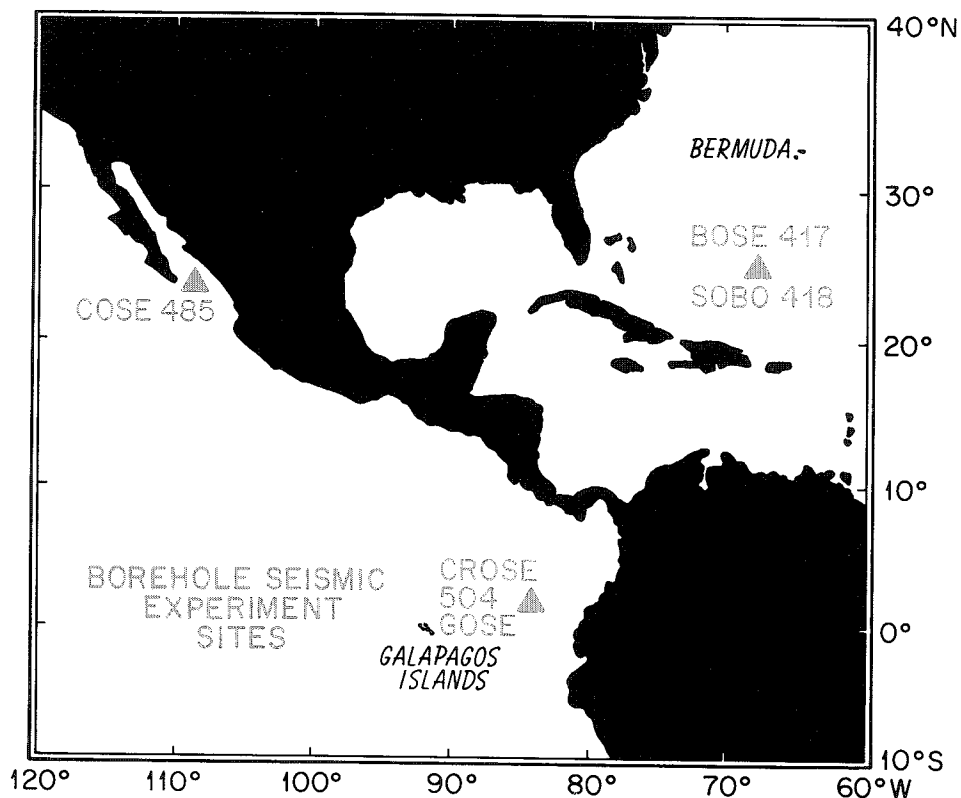 40°N
BERMUDA
30°
BOSE 417
SOBO 418
COSE 485
20°
10°
CROSE
504
GOSE
BOREHOLE SEISMIC
EXPERIMENT
SITES
0°
GALAPAGOS
ISLANDS
10°S
120° 110° 100° 90° 80° 70° 60°W